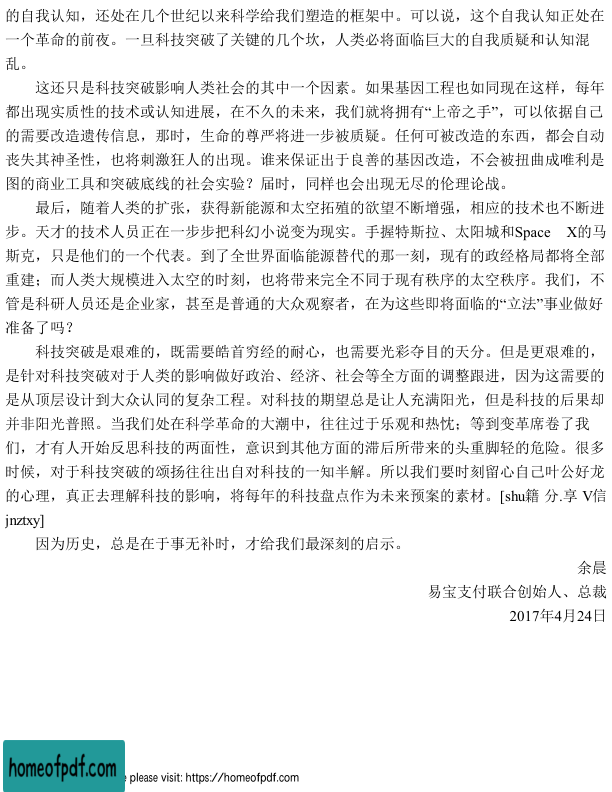 的自我认知，还处在几个世纪以来科学给我们塑造的框架中。可以说，这个自我认知正处在
一个革命的前夜。一旦科技突破了关键的几个坎，人类必将面临巨大的自我质疑和认知混
乱。
这还只是科技突破影响人类社会的其中一个因素。如果基因工程也如同现在这样，每年
都出现实质性的技术或认知进展，在不久的未来，我们就将拥有“上帝之手”，可以依据自己
的需要改造遗传信息，那时，生命的尊严将进一步被质疑。任何可被改造的东西，都会自动
丧失其神圣性，也将刺激狂人的出现。谁来保证出于良善的基因改造，不会被扭曲成唯利是
图的商业工具和突破底线的社会实验？届时，同样也会出现无尽的伦理论战。
最后，随着人类的扩张，获得新能源和太空拓殖的欲望不断增强，相应的技术也不断进
步。天才的技术人员正在一步步把科幻小说变为现实。手握特斯拉、太阳城和Space X的马
斯克，只是他们的一个代表。到了全世界面临能源替代的那一刻，现有的政经格局都将全部
重建；而人类大规模进入太空的时刻，也将带来完全不同于现有秩序的太空秩序。我们，不
管是科研人员还是企业家，甚至是普通的大众观察者，在为这些即将面临的“立法”事业做好
准备了吗？
科技突破是艰难的，既需要皓首穷经的耐心，也需要光彩夺目的天分。但是更艰难的，
是针对科技突破对于人类的影响做好政治、经济、社会等全方面的调整跟进，因为这需要的
是从顶层设计到大众认同的复杂工程。对科技的期望总是让人充满阳光，但是科技的后果却
并非阳光普照。当我们处在科学革命的大潮中，往往过于乐观和热忱；等到变革席卷了我
们，才有人开始反思科技的两面性，意识到其他方面的滞后所带来的头重脚轻的危险。很多
时候，对于科技突破的颂扬往往出自对科技的一知半解。所以我们要时刻留心自己叶公好龙
的心理，真正去理解科技的影响，将每年的科技盘点作为未来预案的素材。[shu籍 分.享 V信
jnztxy]
因为历史，总是在于事无补时，才给我们最深刻的启示。
余晨
易宝支付联合创始人、总裁
2017年4月24日
homeofpdf.com
please visit: https://homeofpdf.com